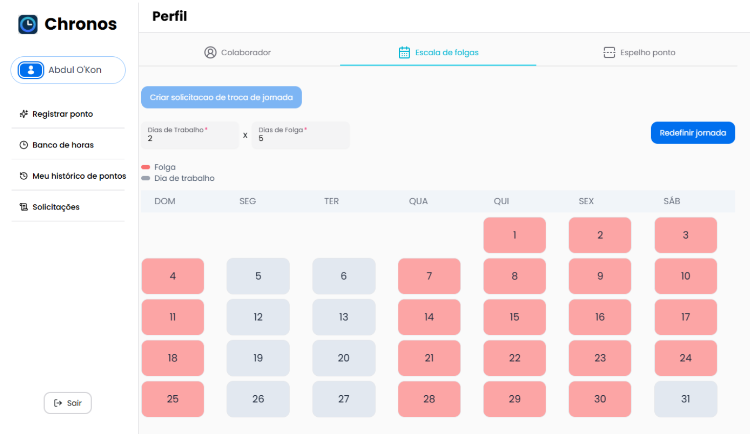 Chronos
Perfil
Abdul O'Kon
Colaborador
Escala de folgas
Espelho ponto
Criar solicitacao de troca de jornada
Registrar ponto
Dias de Trabalho *
2
x
Dias de Folga *
5
Redefinir jornada
Banco de horas
Folga
Meu histórico de pontos
Dia de trabalho
DOM SEG TER QUA QUI SEX SÁB
Solicitações
1 2 3
4 5 6 7 8 9 10
11 12 13 14 15 16 17
18 19 20 21 22 23 24
25 26 27 28 29 30 31
Sair